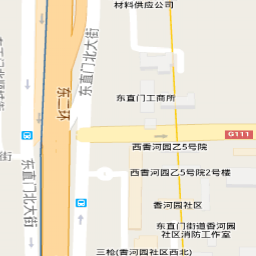 材料供应公司
东直门北大街
东二环
东直门工商所
G111
西香河园乙5号院
西香河园乙5号院2号楼
东直门北大街
香河园社区
东直门街道香河园
社区消防工作室
三检(香河园社区西北)